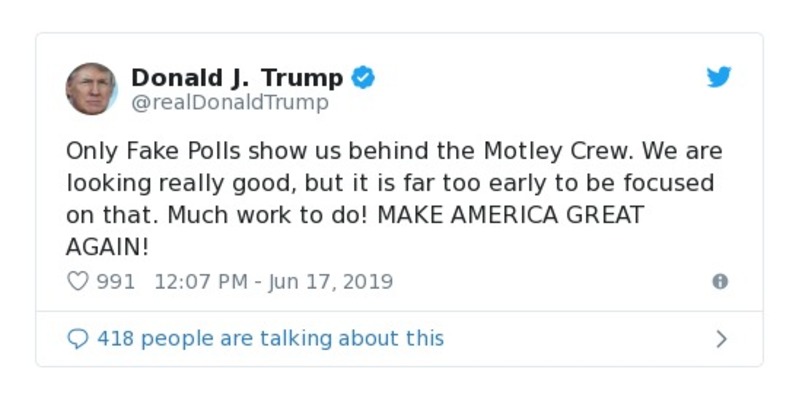 Donald J. Trump
@realDonaldTrump
Only Fake Polls show us behind the Motley Crew. We are
looking really good, but it is far too early to be focused
on that. Much work to do! MAKE AMERICA GREAT
AGAIN!
991 12:07 PM - Jun 17, 2019
418 people are talking about this